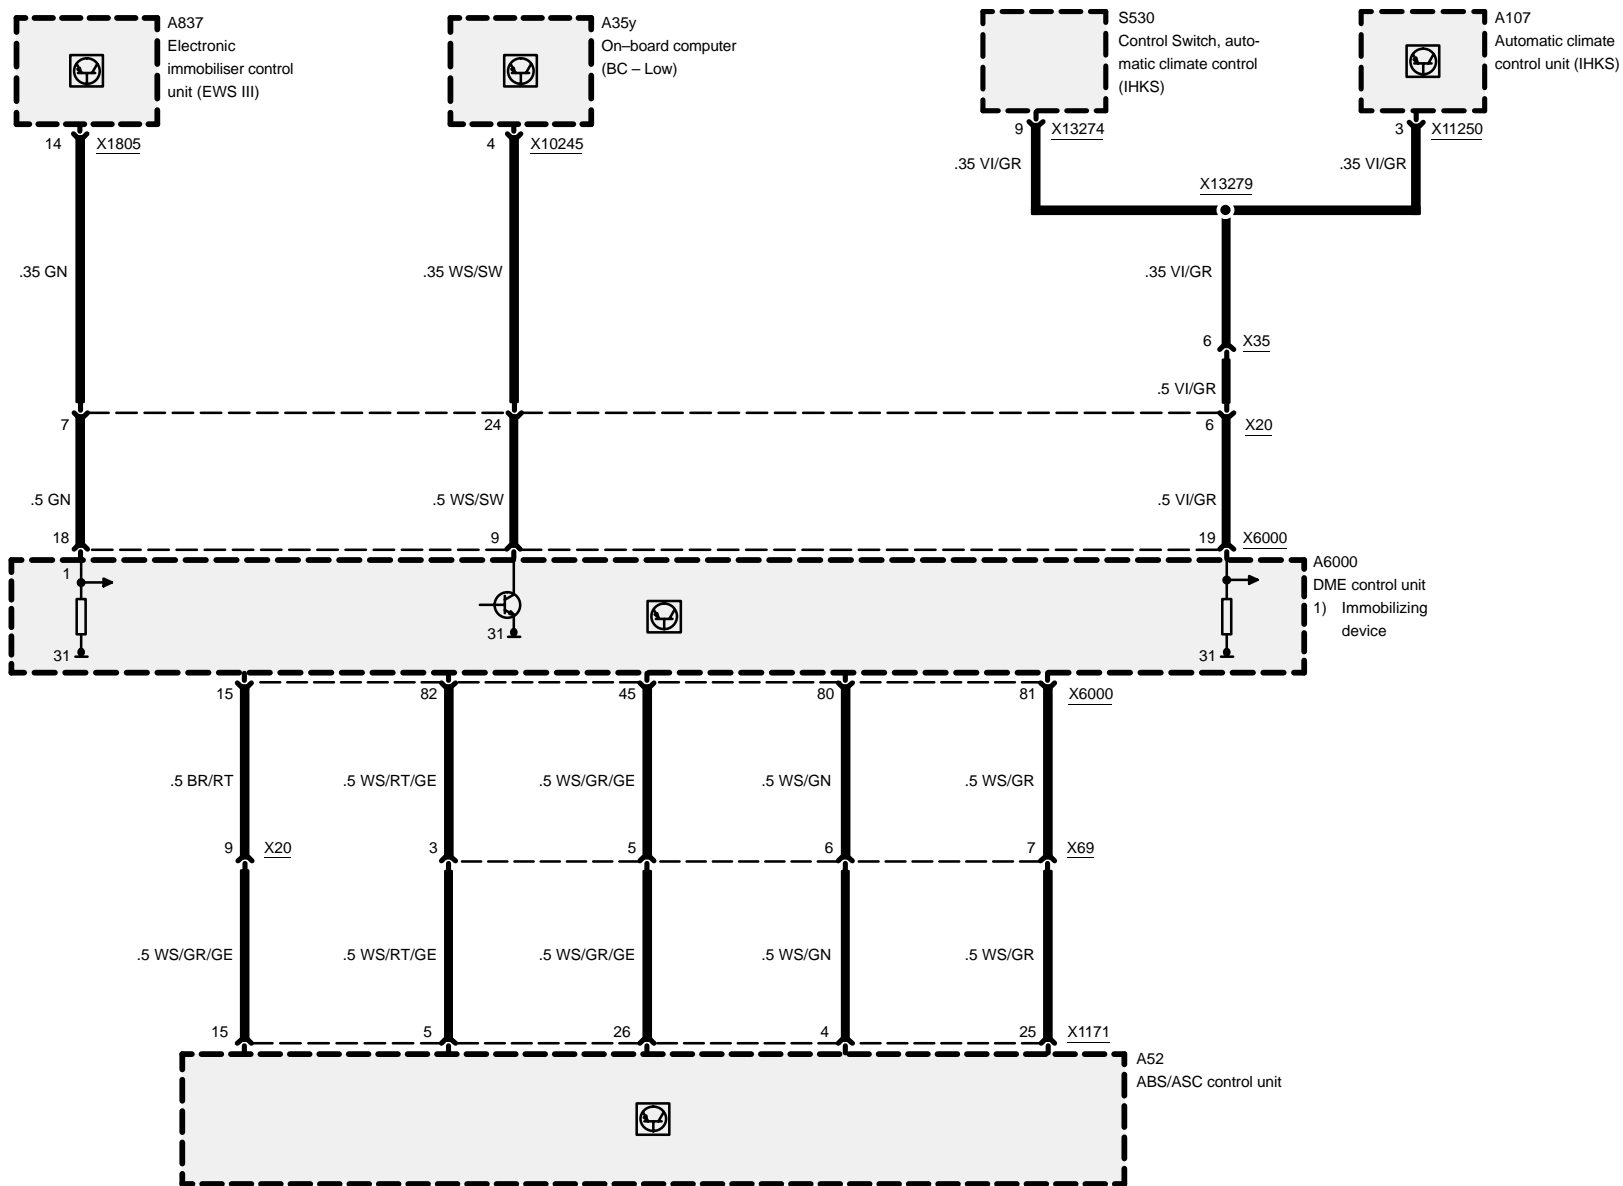 A837
Electronic
immobiliser control
unit (EWS III)
A35y
On–board computer
(BC – Low)
S530
Control Switch, auto-
matic climate control
(IHKS)
A107
Automatic climate
control unit (IHKS)
14 X1805
4 X10245
9 X13274
3 X11250
.35 VI/GR
.35 VI/GR
X13279
.35 GN
.35 WS/SW
.35 VI/GR
6 X35
.5 VI/GR
7
24
6 X20
.5 GN
.5 WS/SW
.5 VI/GR
18
9
19 X6000
A6000
DME control unit
1) Immobilizing
device
1
31
31
31
15
82
45
80
81 X6000
.5 BR/RT
.5 WS/RT/GE
.5 WS/GR/GE
.5 WS/GN
.5 WS/GR
9 X20
3
5
6
7 X69
.5 WS/GR/GE
.5 WS/RT/GE
.5 WS/GR/GE
.5 WS/GN
.5 WS/GR
15
5
26
4
25 X1171
A52
ABS/ASC control unit